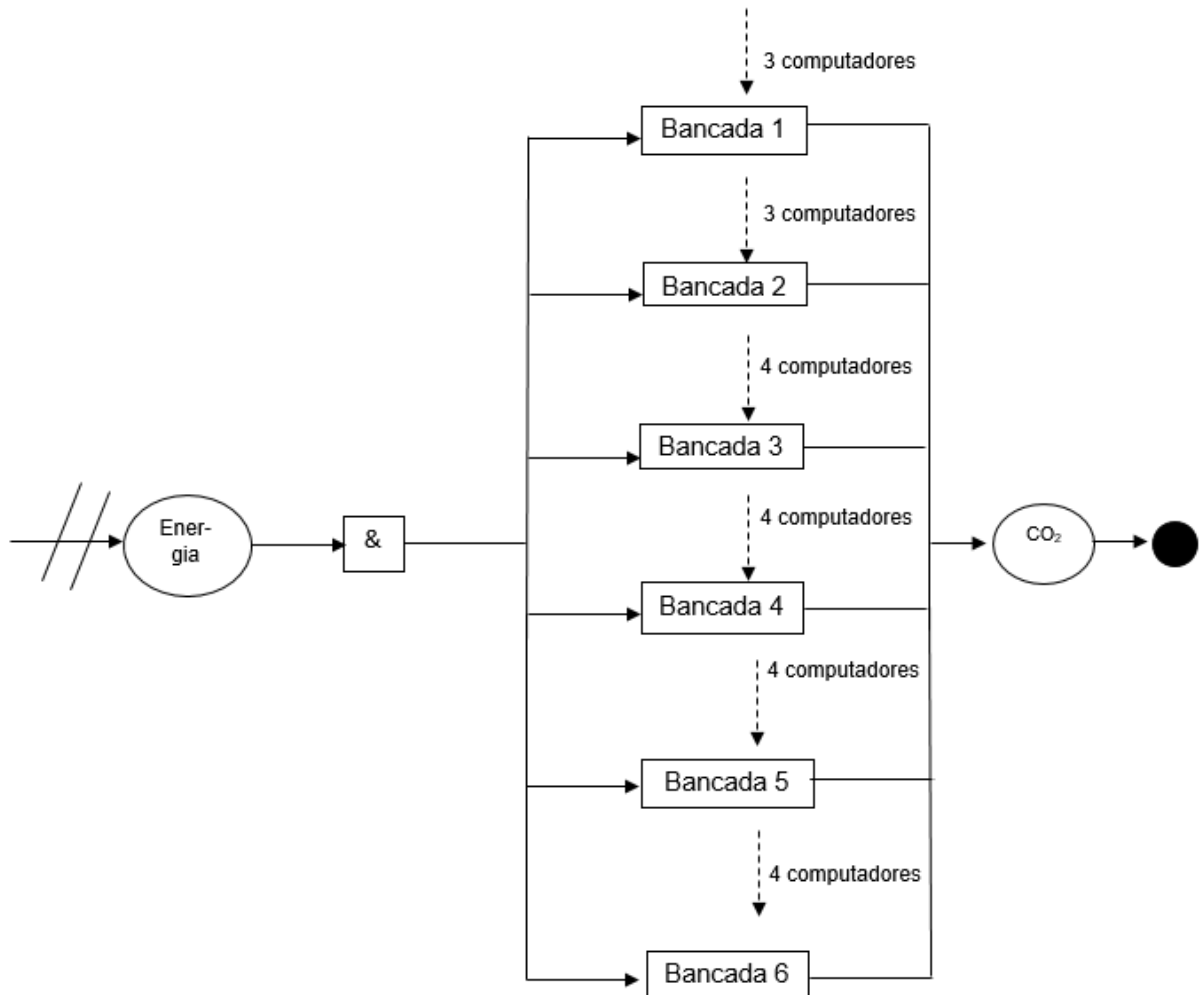 3 computadores
Bancada 1
3 computadores
Bancada 2
4 computadores
Bancada 3
4 computadores
Ener-
gia
&
CO₂
Bancada 4
4 computadores
Bancada 5
4 computadores
Bancada 6